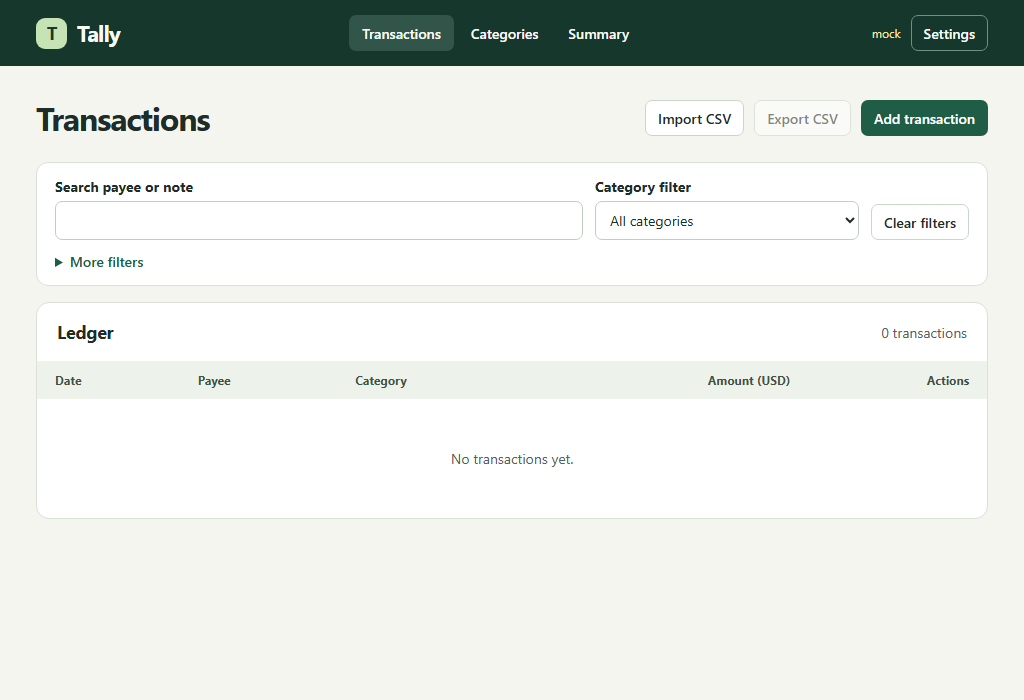 T Tally Transactions Categories Summary mock Settings
Transactions Import CSV Export CSV Add transaction
Search payee or note Category filter
All categories Clear filters
More filters
Ledger 0 transactions
Date Payee Category Amount (USD) Actions
No transactions yet.